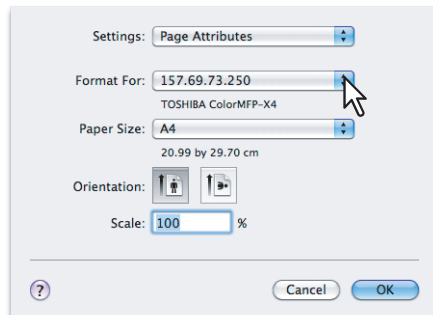 Settings: Page Attributes
Format For: 157.69.73.250
TOSHIBA ColorMFP-X4
Paper Size: A4
20.99 by 29.70 cm
Orientation:
Scale: 100 %
? Cancel OK